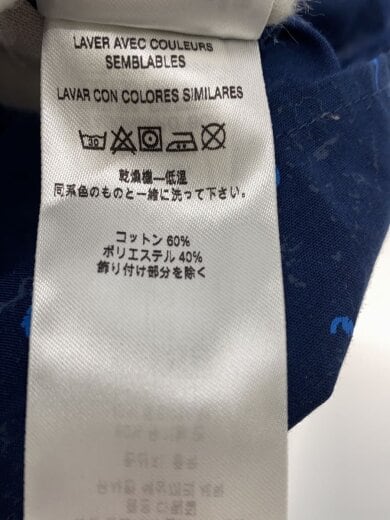 LAVER AVEC COULEURS
SEMBLABLES
LAVAR CON COLORES SIMILARES
30
乾燥機—低温
同系色のものと一緒に洗って下さい。
コットン 60%
ポリエステル 40%
飾り付け部分を除く